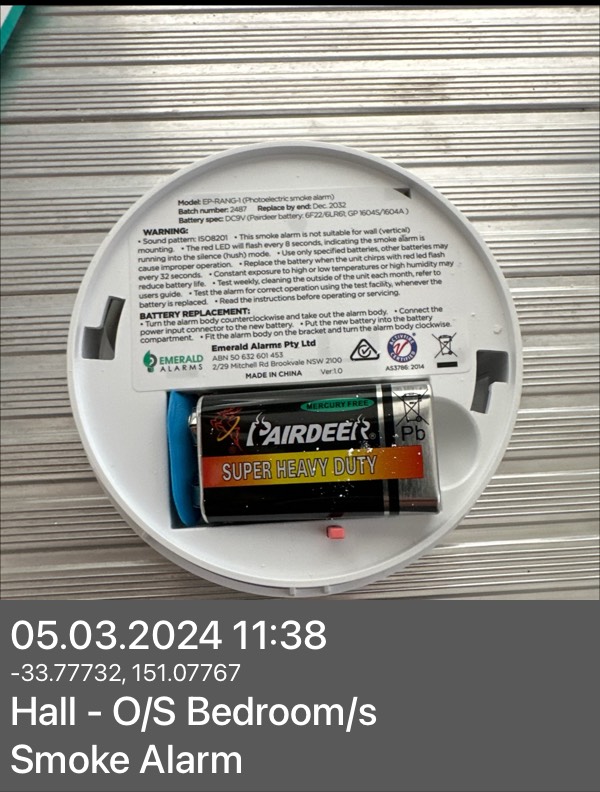 Model: EP-RANG-1 (Photoelectric smoke alarm)
Batch number: 2487 Replace by end: Dec. 2032
Battery spec: DC9V (Pairdeer battery: 6F22/6LR61; GP 1604S/1604A )
WARNING:
• Sound pattern: ISO8201 • This smoke alarm is not suitable for wall (vertical)
mounting. • The red LED will flash every 8 seconds, indicating the smoke alarm is
running into the silence (hush) mode. • Use only specified batteries, other batteries may
cause improper operation. • Replace the battery when the unit chirps with red led flash
every 32 seconds. • Constant exposure to high or low temperatures or high humidity may
reduce battery life. • Test weekly, cleaning the outside of the unit each month, refer to
users guide. • Test the alarm for correct operation using the test facility, whenever the
battery is replaced. • Read the instructions before operating or servicing.
BATTERY REPLACEMENT:
• Turn the alarm body counterclockwise and take out the alarm body. • Connect the
power input connector to the new battery. • Put the new battery into the battery
compartment. • Fit the alarm body on the bracket and turn the alarm body clockwise.
EMERALD
ALARMS
Emerald Alarms Pty Ltd
ABN 50 632 601 453
2/29 Mitchell Rd Brookvale NSW 2100
MADE IN CHINA Ver:1.0
AS3786: 2014
MERCURY FREE
PAIRDEER®
SUPER HEAVY DUTY
Pb
05.03.2024 11:38
-33.77732, 151.07767
Hall - O/S Bedroom/s
Smoke Alarm